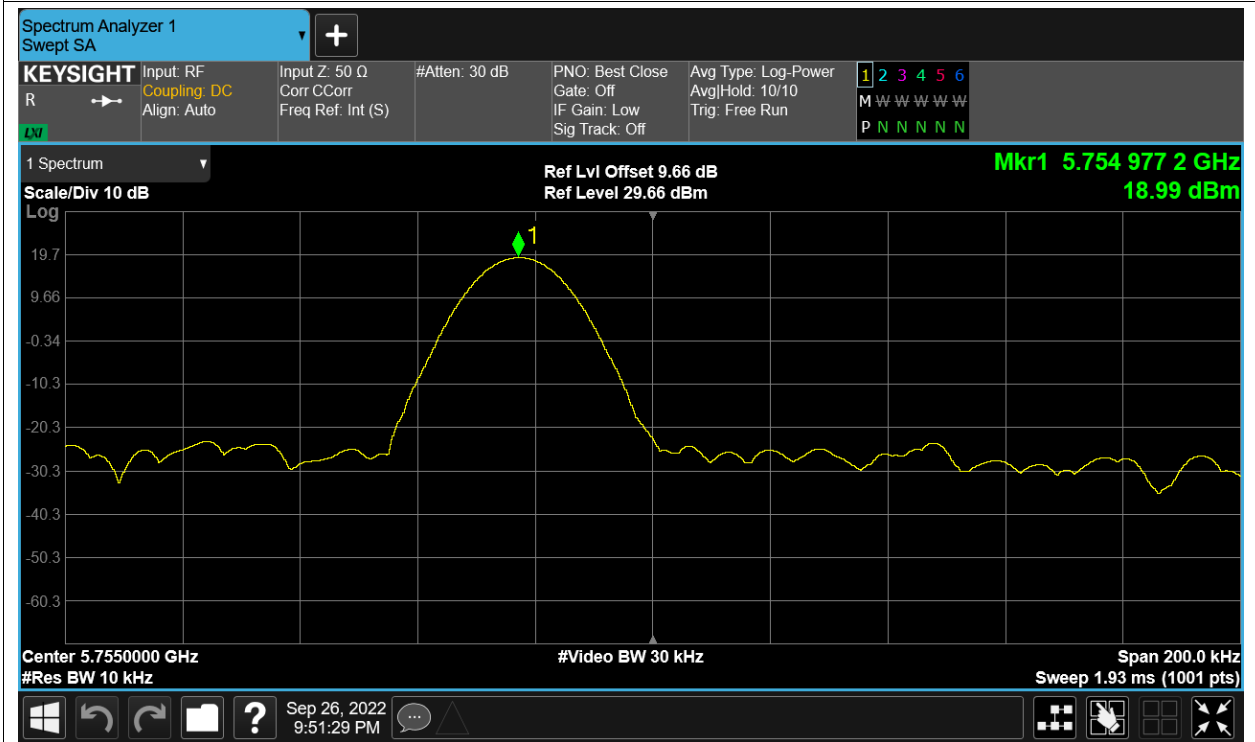 Spectrum Analyzer 1
Swept SA
+
KEYSIGHT
R
LXI
Input: RF
Coupling: DC
Align: Auto
Input Z: 50 Ω
Corr CCorr
Freq Ref: Int (S)
#Atten: 30 dB
PNO: Best Close
Gate: Off
IF Gain: Low
Sig Track: Off
Avg Type: Log-Power
Avg|Hold: 10/10
Trig: Free Run
1 2 3 4 5 6
M W W W W W
P N N N N N
1 Spectrum
Scale/Div 10 dB
Log
Ref Lvl Offset 9.66 dB
Ref Level 29.66 dBm
Mkr1 5.754 977 2 GHz
18.99 dBm
1
19.7
9.66
-0.34
-10.3
-20.3
-30.3
-40.3
-50.3
-60.3
Center 5.7550000 GHz
#Res BW 10 kHz
#Video BW 30 kHz
Span 200.0 kHz
Sweep 1.93 ms (1001 pts)
?
Sep 26, 2022
9:51:29 PM